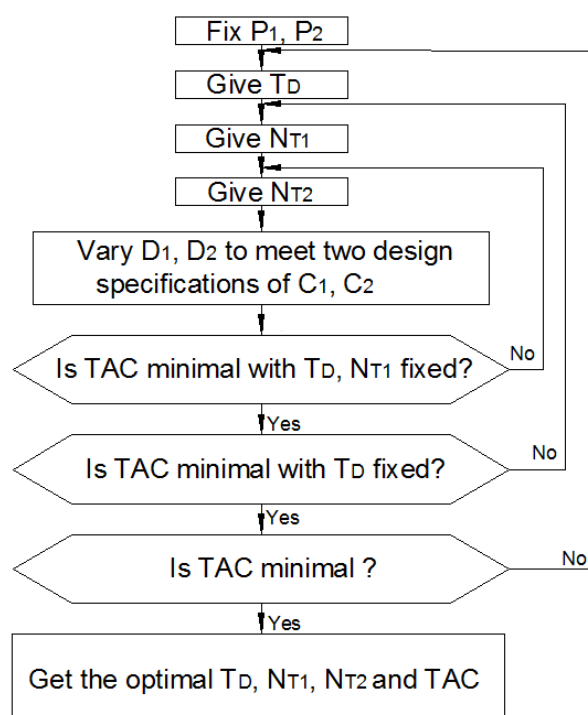 Fix P1, P2
Give TD
Give NT1
Give NT2
Vary D1, D2 to meet two design
specifications of C1, C2
Is TAC minimal with TD, NT1 fixed?
No
Yes
Is TAC minimal with TD fixed?
No
Yes
Is TAC minimal ?
No
Yes
Get the optimal TD, NT1, NT2 and TAC